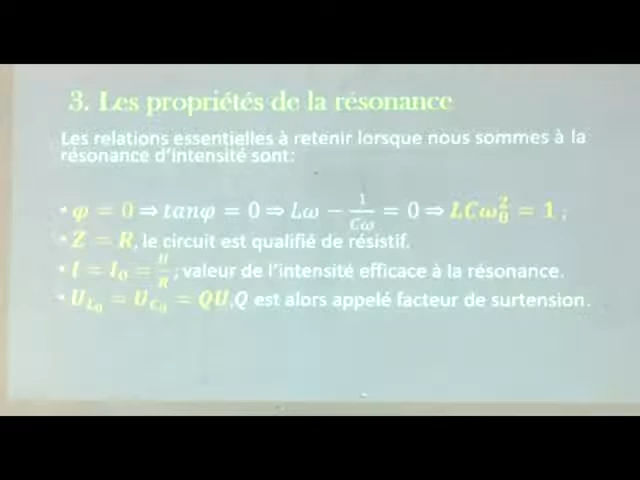 3. Les propriétés de la résonance
Les relations essentielles à retenir lorsque nous sommes à la
résonance d'intensité sont:
• φ = 0 ⇒ tanφ = 0 ⇒ Lω − 1/Cω = 0 ⇒ LCω₀² = 1 ;
• Z = R, le circuit est qualifié de résistif.
• I = I₀ = U/R ; valeur de l'intensité efficace à la résonance.
• U_L₀ = U_C₀ = QU, Q est alors appelé facteur de surtension.